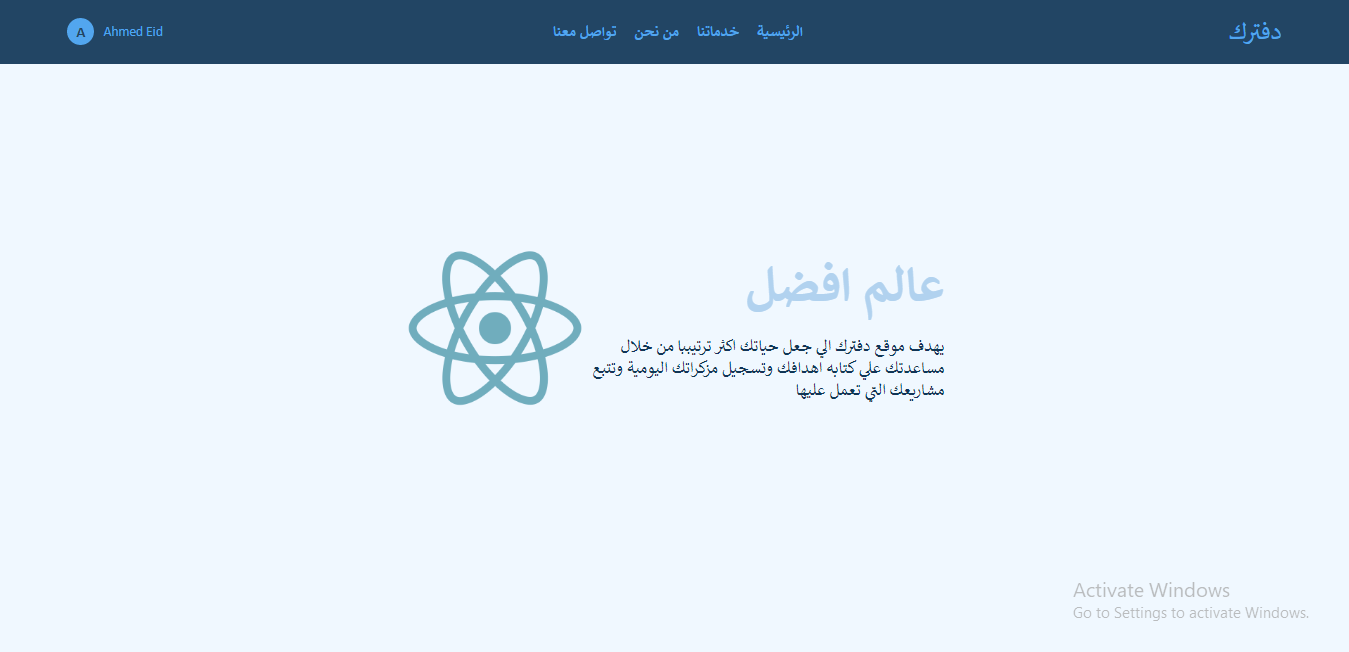 دفترك
الرئيسية خدماتنا من نحن تواصل معنا
Ahmed Eid
A
عالم افضل
يهدف موقع دفترك الي جعل حياتك اكثر ترتيببا من خلال
مساعدتك علي كتابه اهدافك وتسجيل مزكراتك اليومية وتتبع
مشاريعك التي تعمل عليها
Activate Windows
Go to Settings to activate Windows.